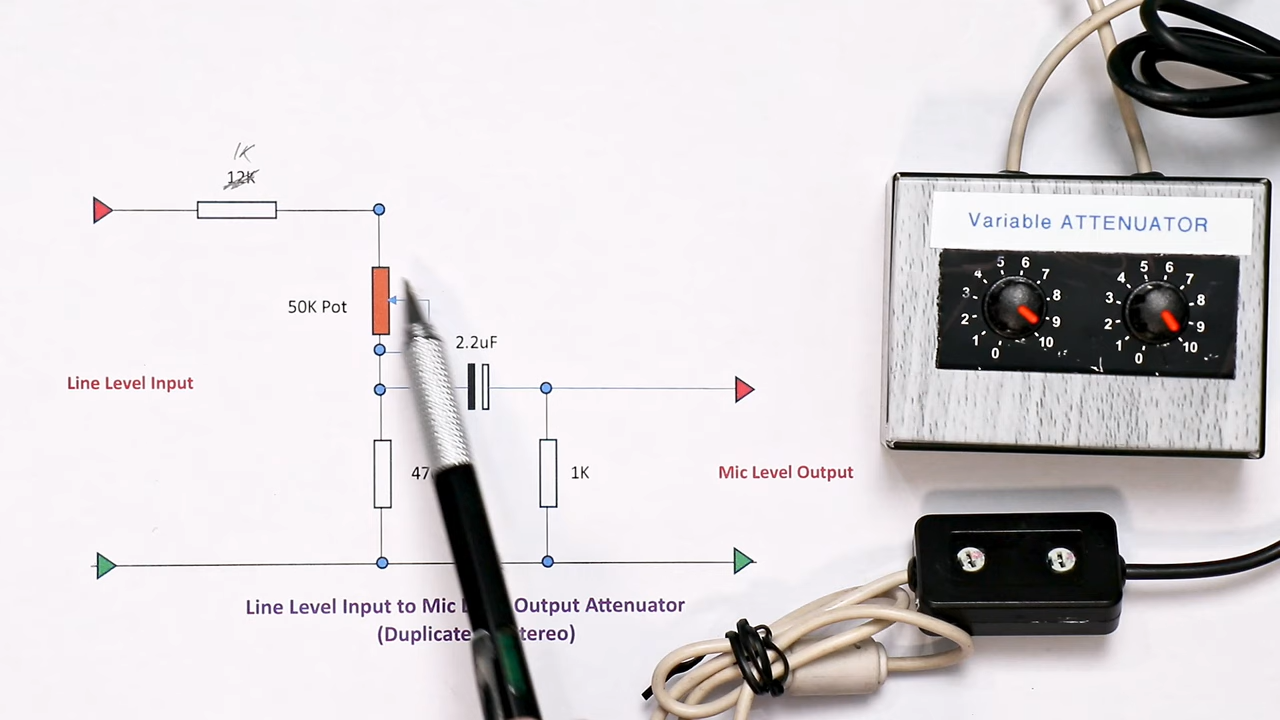 1K
12K
50K Pot
2.2uF
Line Level Input
47
1K
Mic Level Output
Line Level Input to Mic Output Attenuator
(Duplicate
Variable ATTENUATOR
0 1 2 3 4 5 6 7 8 9 10
0 1 2 3 4 5 6 7 8 9 10